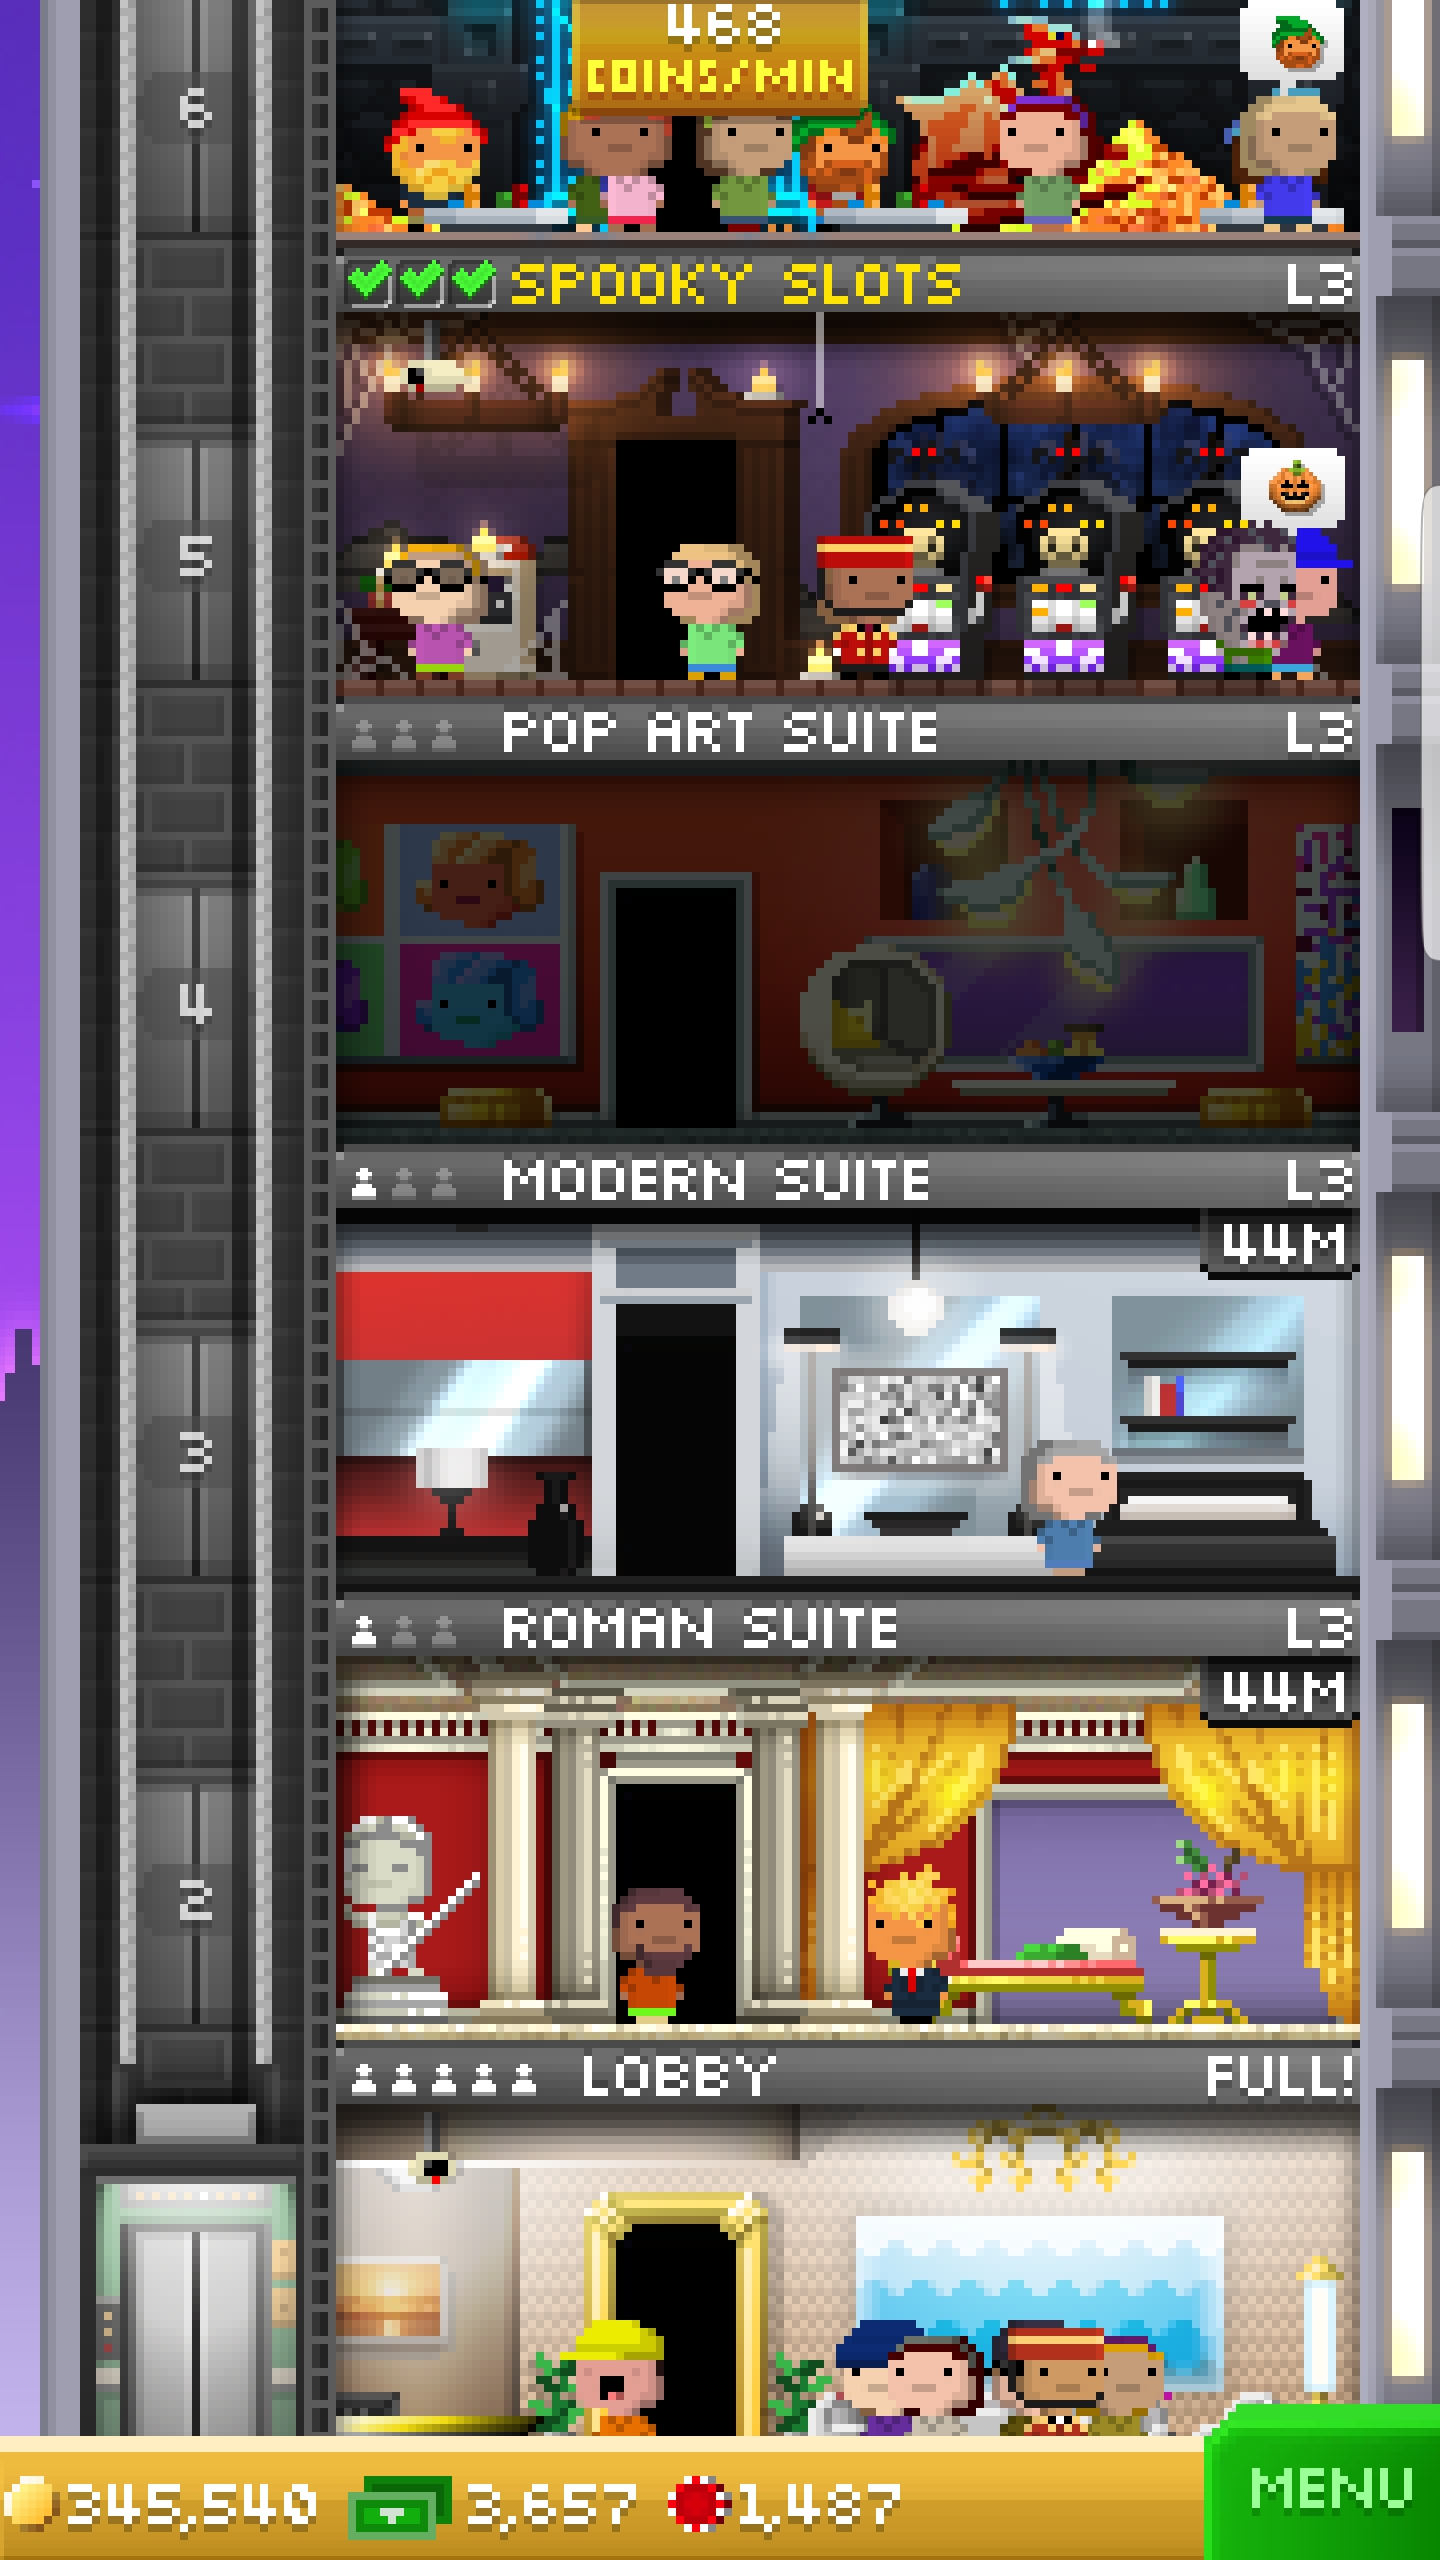 468
COINS/MIN
6
SPOOKY SLOTS L3
5
POP ART SUITE L3
4
MODERN SUITE L3
44M
3
ROMAN SUITE L3
44M
2
LOBBY FULL!
345,540 3,657 1,487 MENU